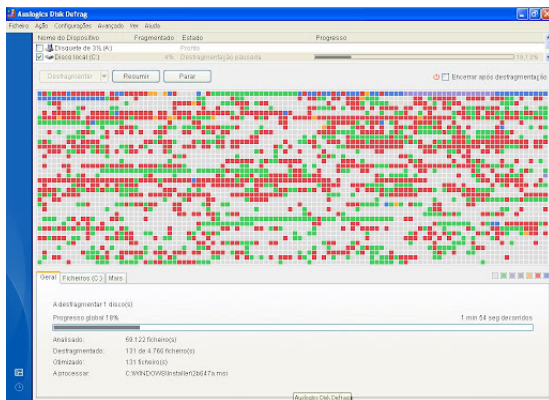 Auslogics Disk Defrag
Ficheiro Ação Configurações Avançado Ver Ajuda
Nome do Dispositivo Fragmentado Estado Progresso
Disquete de 3½ (A:) Pronto
Disco local (C:) 4% Desfragmentação pausada 19,13%
Desfragmentar Resumir Parar Encerrar após desfragmentação
Geral Ficheiros (C:) Mais
A desfragmentar 1 disco(s)
Progresso global 18% 1 min 54 seg decorridos
Analisado: 59.122 ficheiro(s)
Desfragmentado: 131 de 4.766 ficheiro(s)
Otimizado: 131 ficheiro(s)
A processar: C:\WINDOWS\Installer\2b647a.msi
Auslogics Disk Defrag